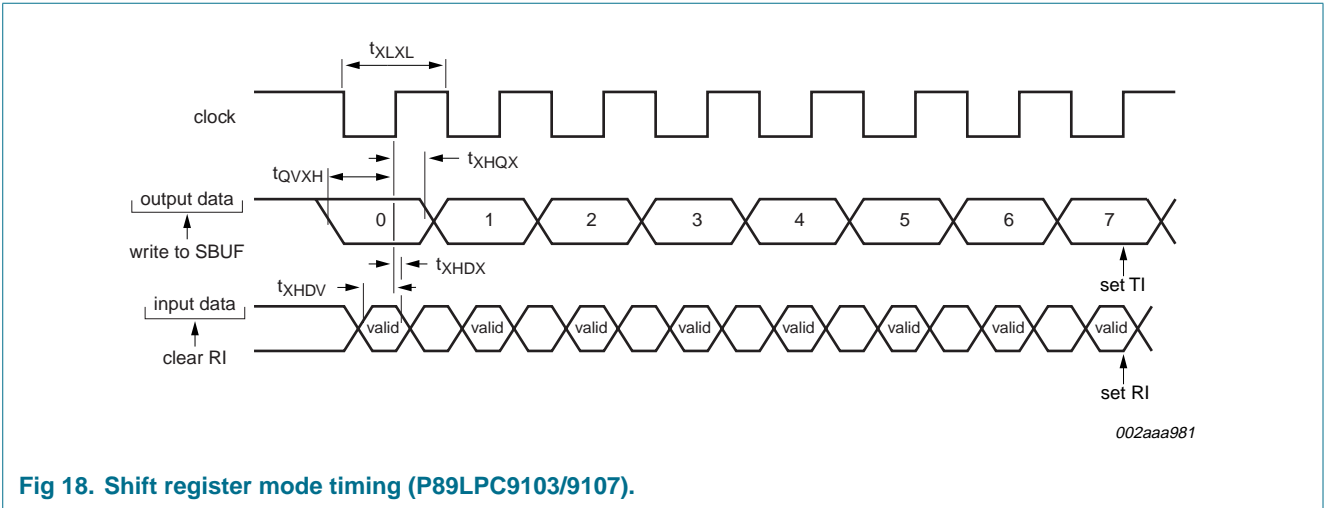 tXLXL
clock
tXHQX
tQVXH
output data
0 1 2 3 4 5 6 7
write to SBUF
tXHDX
set TI
tXHDV
input data
valid valid valid valid valid valid valid valid
clear RI
set RI
002aaa981
Fig 18. Shift register mode timing (P89LPC9103/9107).